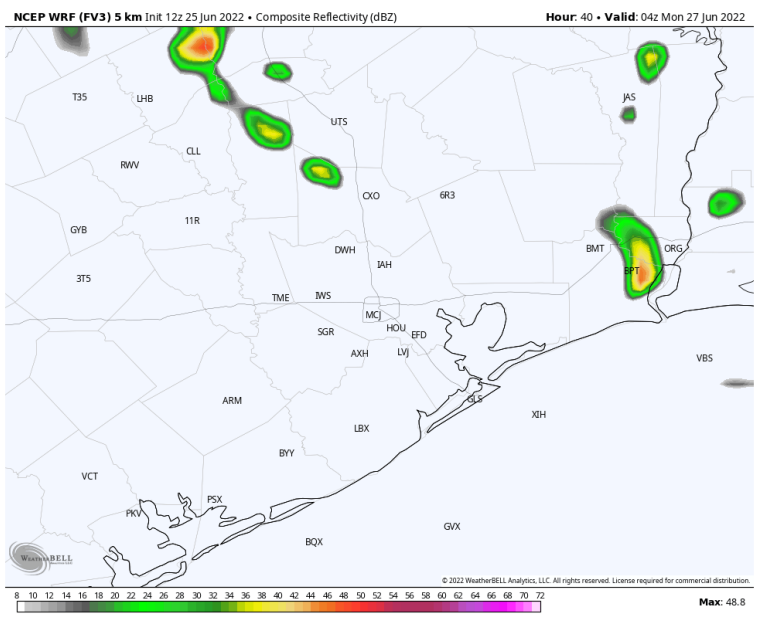 NCEP WRF (FV3) 5 km Init 12z 25 Jun 2022 • Composite Reflectivity (dBZ) Hour: 40 • Valid: 04z Mon 27 Jun 2022
T35 LHB JAS
UTS
CLL
RWV
CXO 6R3
11R
GYB
DWH BMT ORG
IAH
3T5 BPT
TME IWS
MCJ
SGR HOU EFD
AXH LVJ
VBS
ARM GLS
LBX XIH
BYY
VCT
PSX
PKV
GVX
BQX
WeatherBELL
© 2022 WeatherBELL Analytics, LLC. All rights reserved. License required for commercial distribution.
8 10 12 14 16 18 20 22 24 26 28 30 32 34 36 38 40 42 44 46 48 50 52 54 56 58 60 62 64 66 68 70 72 Max: 48.8